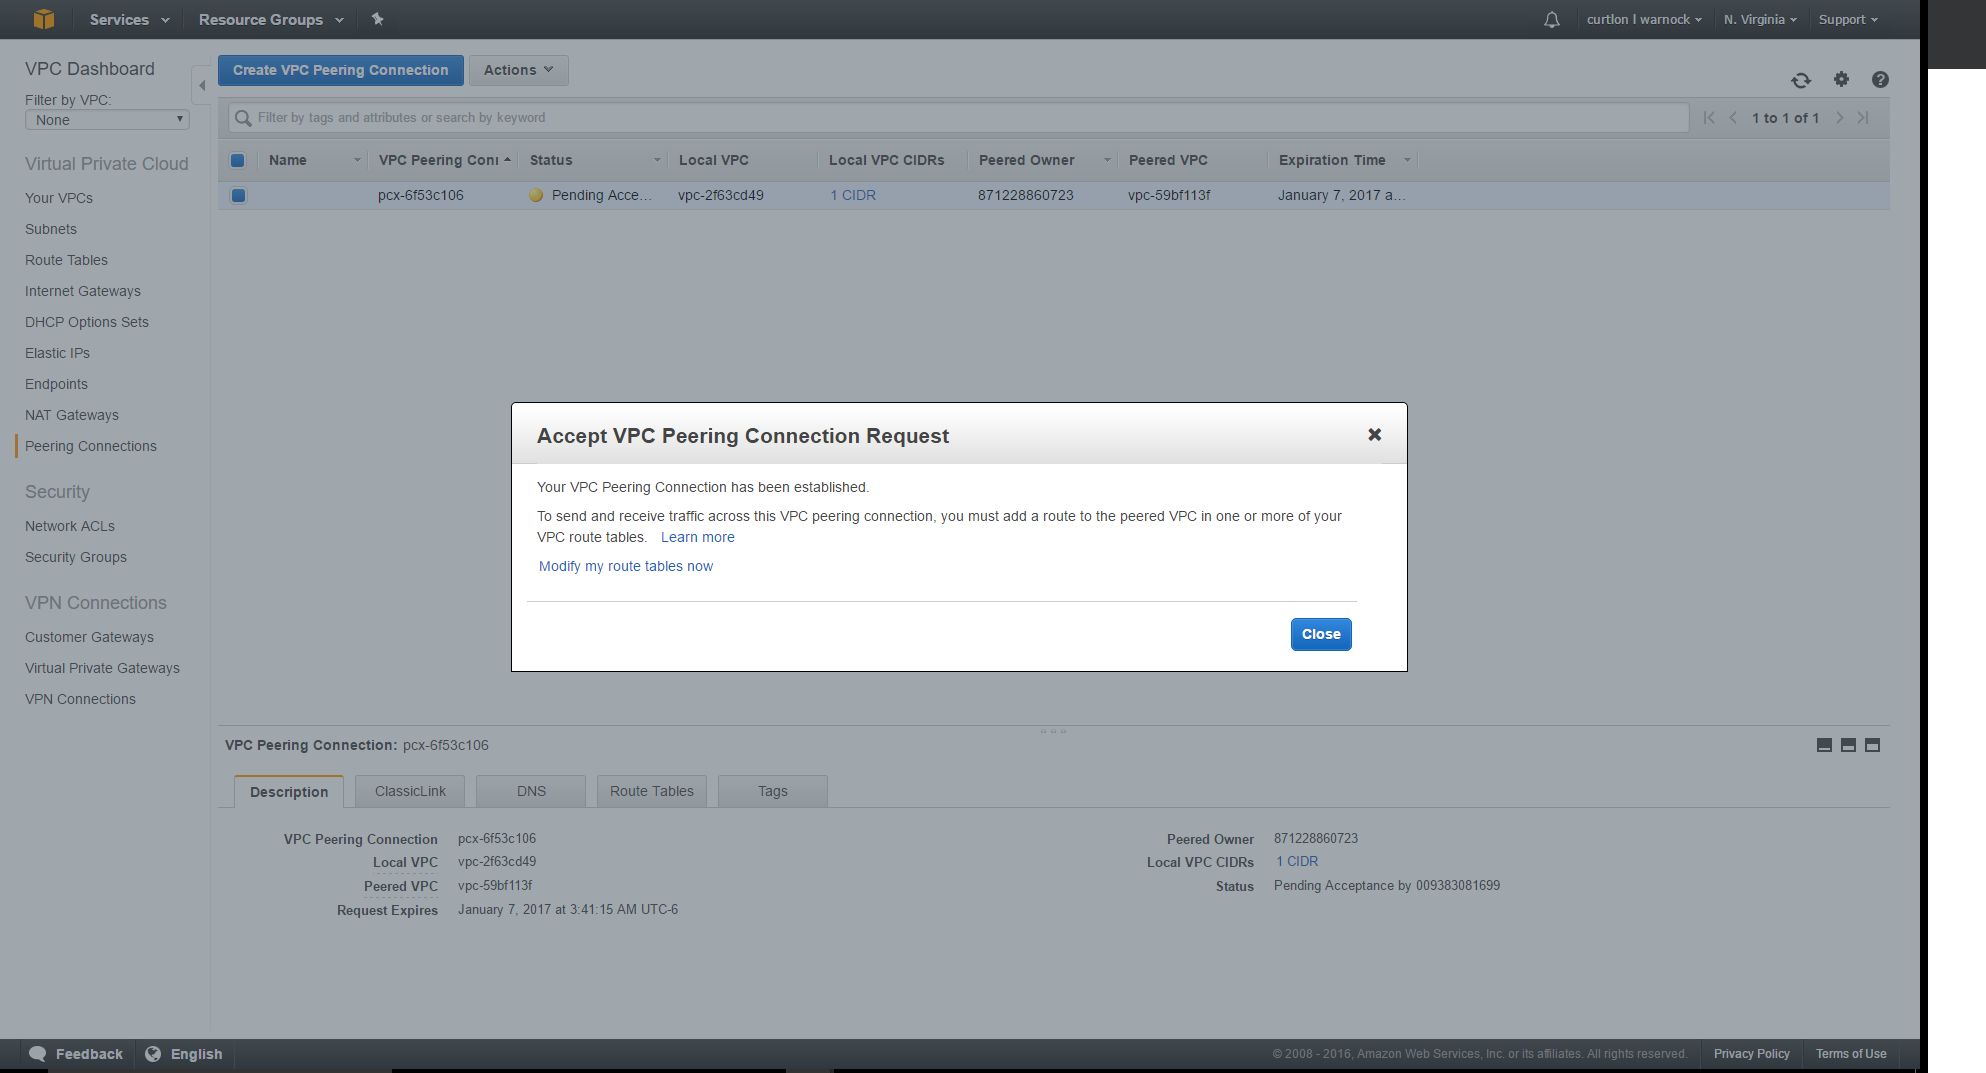 Services
Resource Groups
curtlon l warnock
N. Virginia
Support
VPC Dashboard
Filter by VPC:
None
Virtual Private Cloud
Your VPCs
Subnets
Route Tables
Internet Gateways
DHCP Options Sets
Elastic IPs
Endpoints
NAT Gateways
Peering Connections
Security
Network ACLs
Security Groups
VPN Connections
Customer Gateways
Virtual Private Gateways
VPN Connections
Create VPC Peering Connection
Actions
Filter by tags and attributes or search by keyword
1 to 1 of 1
Name VPC Peering Conn Status Local VPC Local VPC CIDRs Peered Owner Peered VPC Expiration Time
pcx-6f53c106 Pending Acce... vpc-2f63cd49 1 CIDR 871228860723 vpc-59bf113f January 7, 2017 a...
Accept VPC Peering Connection Request
Your VPC Peering Connection has been established.
To send and receive traffic across this VPC peering connection, you must add a route to the peered VPC in one or more of your
VPC route tables. Learn more
Modify my route tables now
Close
VPC Peering Connection: pcx-6f53c106
Description ClassicLink DNS Route Tables Tags
VPC Peering Connection pcx-6f53c106
Local VPC vpc-2f63cd49
Peered VPC vpc-59bf113f
Request Expires January 7, 2017 at 3:41:15 AM UTC-6
Peered Owner 871228860723
Local VPC CIDRs 1 CIDR
Status Pending Acceptance by 009383081699
Feedback
English
© 2008 - 2016, Amazon Web Services, Inc. or its affiliates. All rights reserved.
Privacy Policy
Terms of Use